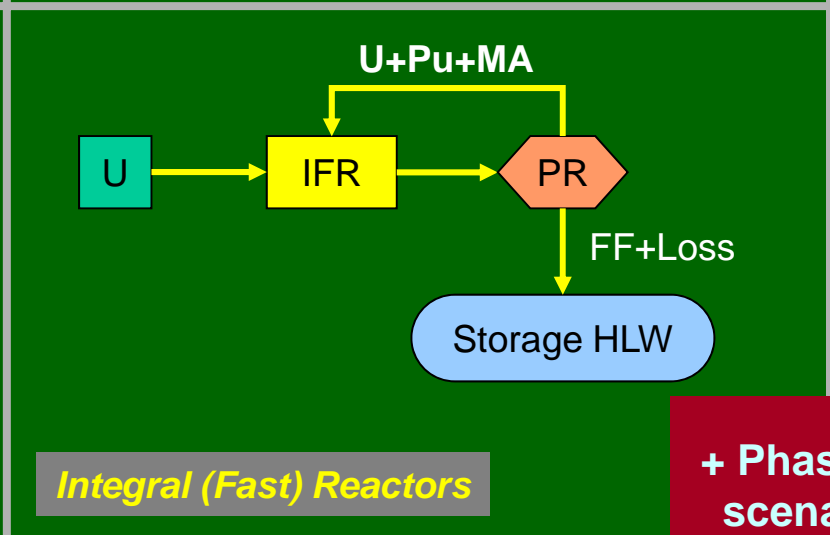 U+Pu+MA
U
IFR
PR
FF+Loss
Storage HLW
Integral (Fast) Reactors